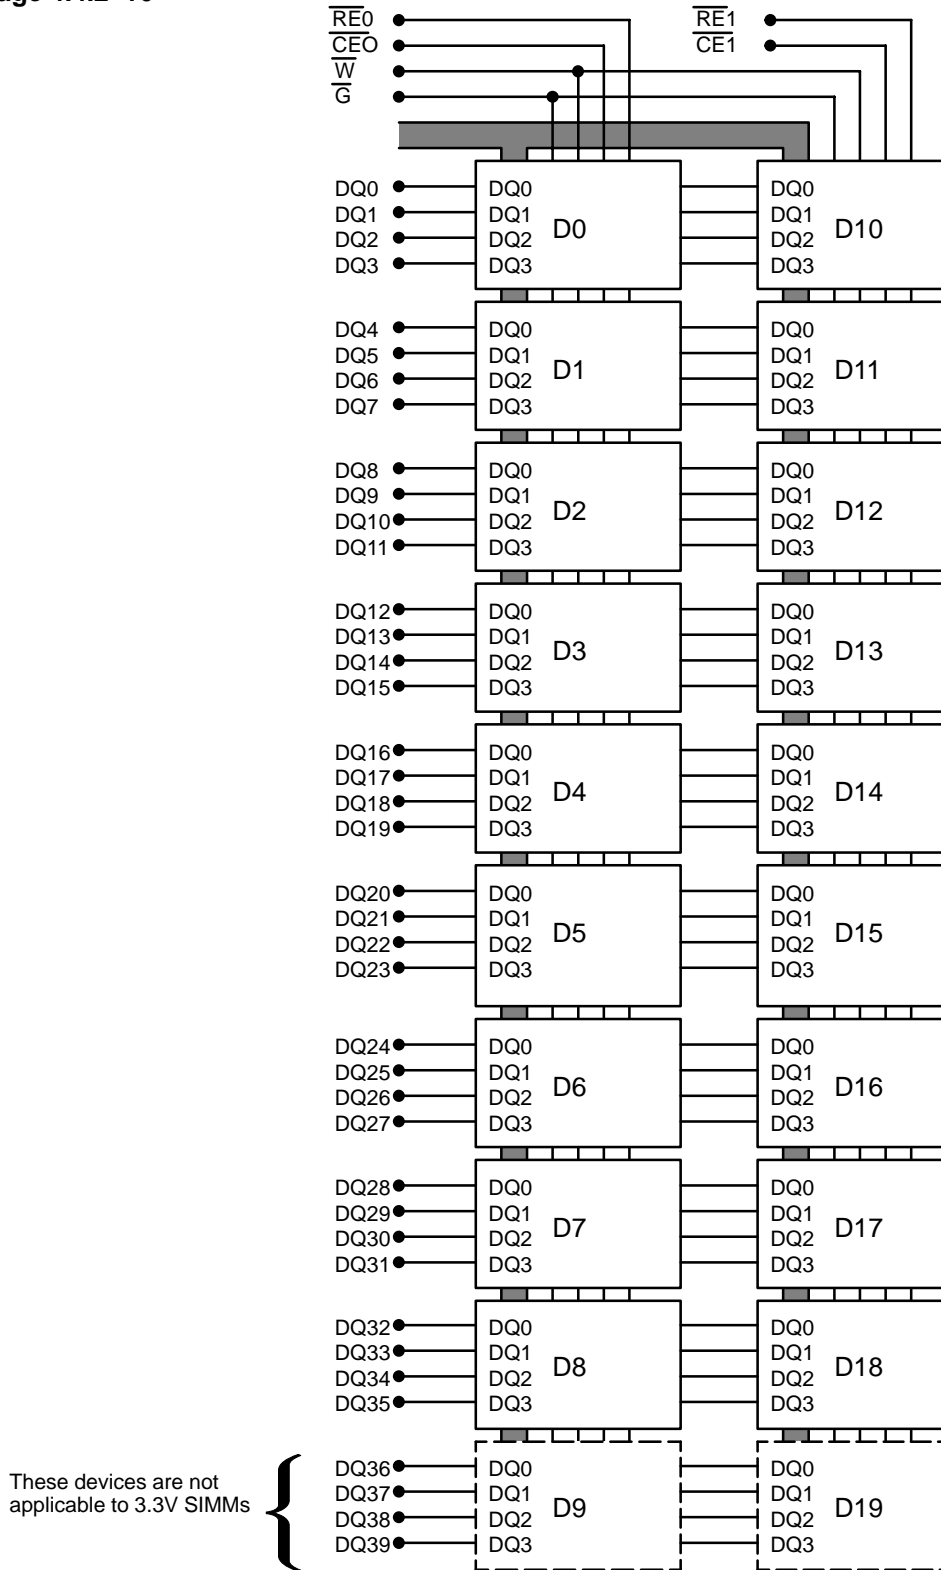 RE0 RE1
CEO CE1
W
G
DQ0 DQ0 DQ0
DQ1 DQ1 DQ1
D0 D10
DQ2 DQ2 DQ2
DQ3 DQ3 DQ3
DQ4 DQ0 DQ0
DQ5 DQ1 DQ1
D1 D11
DQ6 DQ2 DQ2
DQ7 DQ3 DQ3
DQ8 DQ0 DQ0
DQ9 DQ1 DQ1
D2 D12
DQ10 DQ2 DQ2
DQ11 DQ3 DQ3
DQ12 DQ0 DQ0
DQ13 DQ1 DQ1
D3 D13
DQ14 DQ2 DQ2
DQ15 DQ3 DQ3
DQ16 DQ0 DQ0
DQ17 DQ1 DQ1
D4 D14
DQ18 DQ2 DQ2
DQ19 DQ3 DQ3
DQ20 DQ0 DQ0
DQ21 DQ1 DQ1
D5 D15
DQ22 DQ2 DQ2
DQ23 DQ3 DQ3
DQ24 DQ0 DQ0
DQ25 DQ1 DQ1
D6 D16
DQ26 DQ2 DQ2
DQ27 DQ3 DQ3
DQ28 DQ0 DQ0
DQ29 DQ1 DQ1
D7 D17
DQ30 DQ2 DQ2
DQ31 DQ3 DQ3
DQ32 DQ0 DQ0
DQ33 DQ1 DQ1
D8 D18
DQ34 DQ2 DQ2
DQ35 DQ3 DQ3
DQ36 DQ0 DQ0
These devices are not
DQ37 DQ1 DQ1
applicable to 3.3V SIMMs
D9 D19
DQ38 DQ2 DQ2
DQ39 DQ3 DQ3